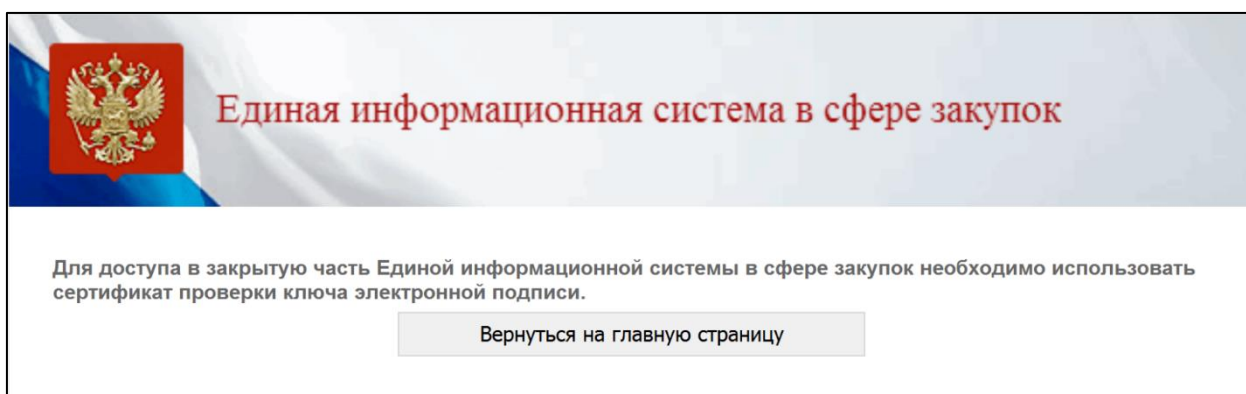 Единая информационная система в сфере закупок
Для доступа в закрытую часть Единой информационной системы в сфере закупок необходимо использовать
сертификат проверки ключа электронной подписи.
Вернуться на главную страницу